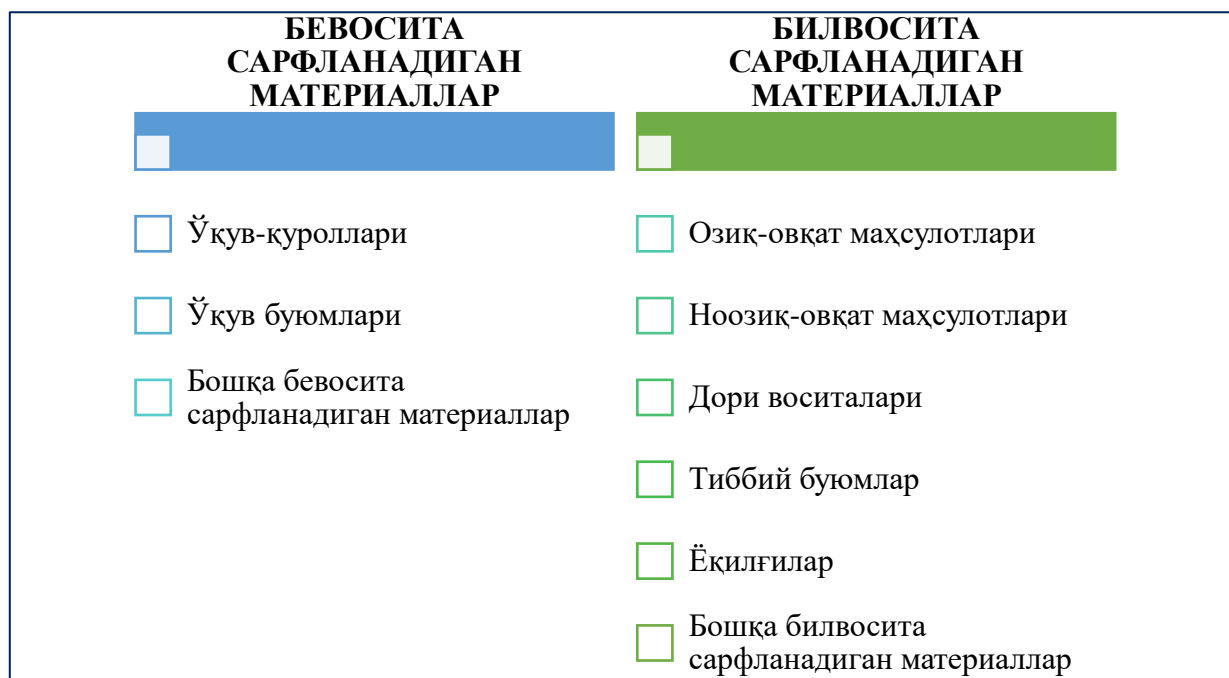 БЕВОСИТА
САРФЛАНАДИГАН
МАТЕРИАЛЛАР
Ўқув-қуроллари
Ўқув буюмлари
Бошқа бевосита
сарфланадиган материаллар
БИЛВОСИТА
САРФЛАНАДИГАН
МАТЕРИАЛЛАР
Озиқ-овқат маҳсулотлари
Ноозиқ-овқат маҳсулотлари
Дори воситалари
Тиббий буюмлар
Ёқилғилар
Бошқа билвосита
сарфланадиган материаллар